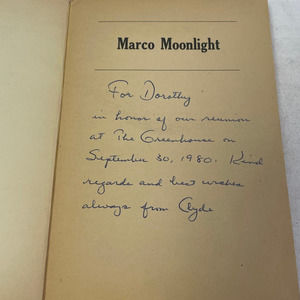 Marco Moonlight
For Dorothy
in honor of our reunion
at The Greenhouse on
September 30, 1980. Kind
regards and best wishes
always from Clyde